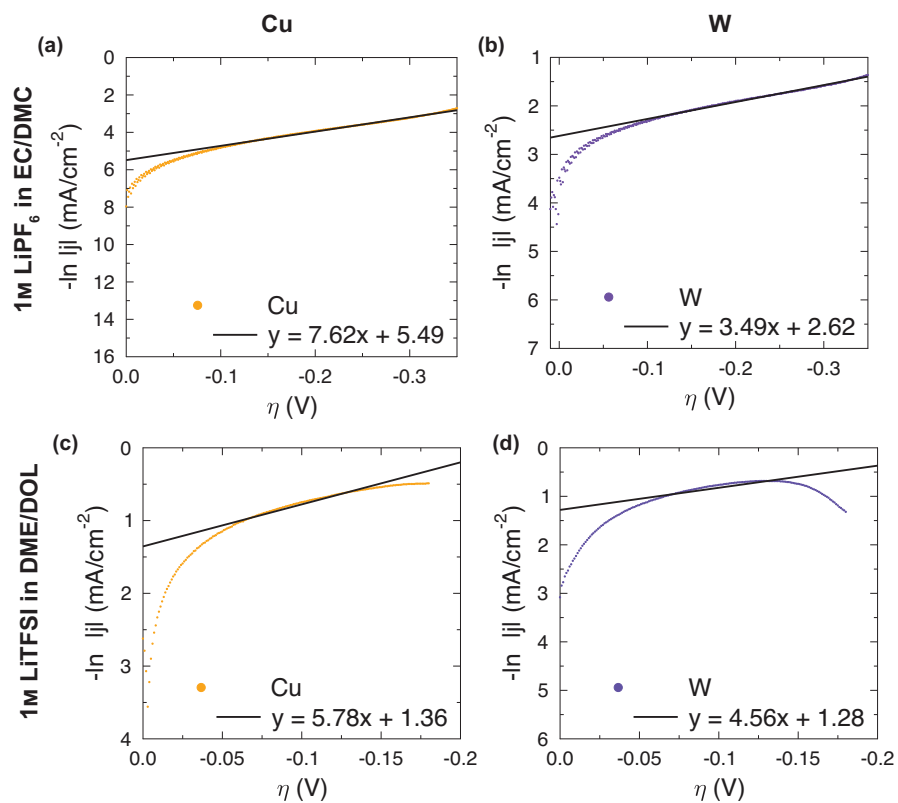 Cu
W
(a)
(b)
1M LiPF6 in EC/DMC
-ln |j| (mA/cm-2)
0
2
4
6
8
10
12
14
16
Cu
y = 7.62x + 5.49
0.0
-0.1
-0.2
-0.3
η (V)
-ln |j| (mA/cm-2)
1
2
3
4
5
6
7
W
y = 3.49x + 2.62
0.0
-0.1
-0.2
-0.3
η (V)
(c)
(d)
1M LiTFSI in DME/DOL
-ln |j| (mA/cm-2)
0
1
2
3
4
Cu
y = 5.78x + 1.36
0.0
-0.05
-0.1
-0.15
-0.2
η (V)
-ln |j| (mA/cm-2)
0
1
2
3
4
5
6
W
y = 4.56x + 1.28
0.0
-0.05
-0.1
-0.15
-0.2
η (V)